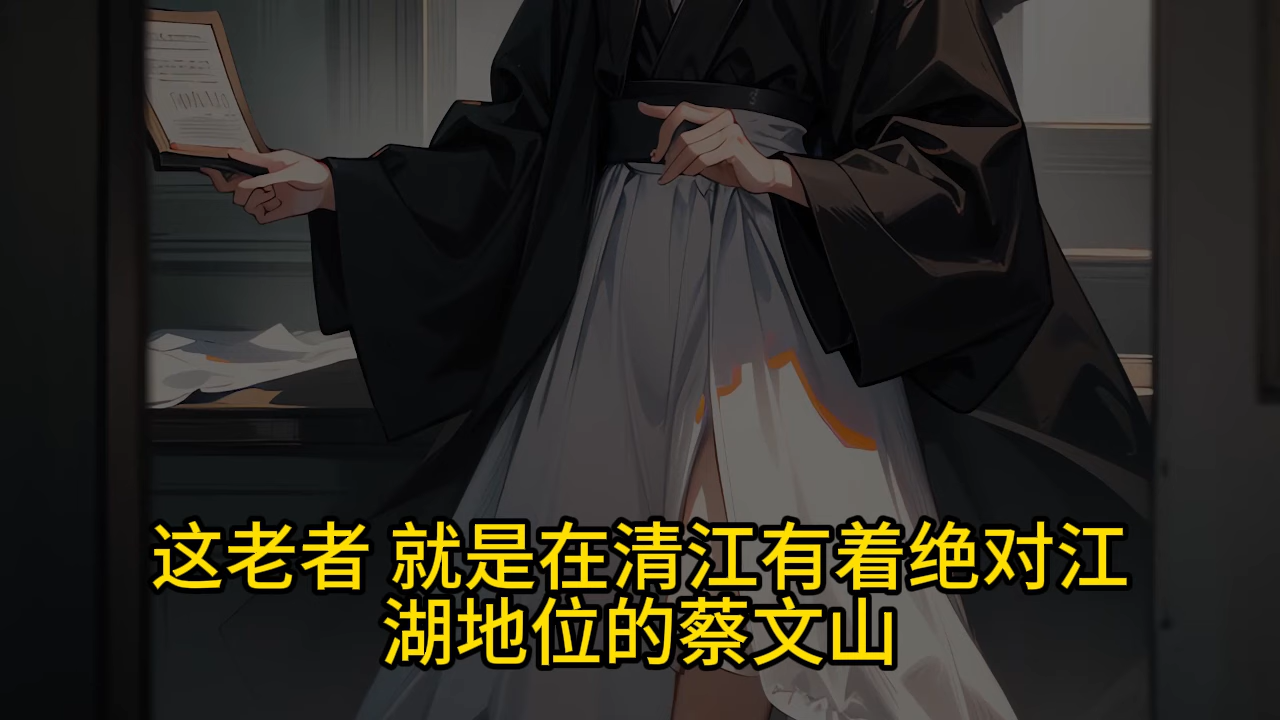 这老者 就是在清江有着绝对江
湖地位的蔡文山